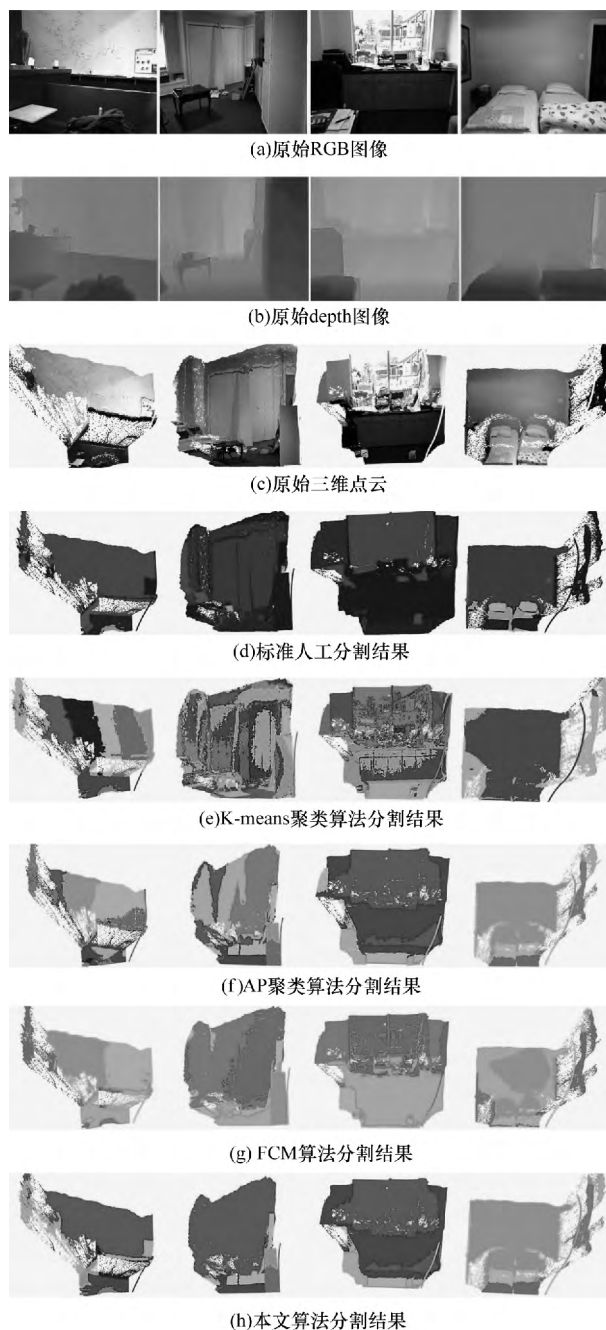 (a)原始RGB图像
(b)原始depth图像
(c)原始三维点云
(d)标准人工分割结果
(e)K-means聚类算法分割结果
(f)AP聚类算法分割结果
(g) FCM算法分割结果
(h)本文算法分割结果